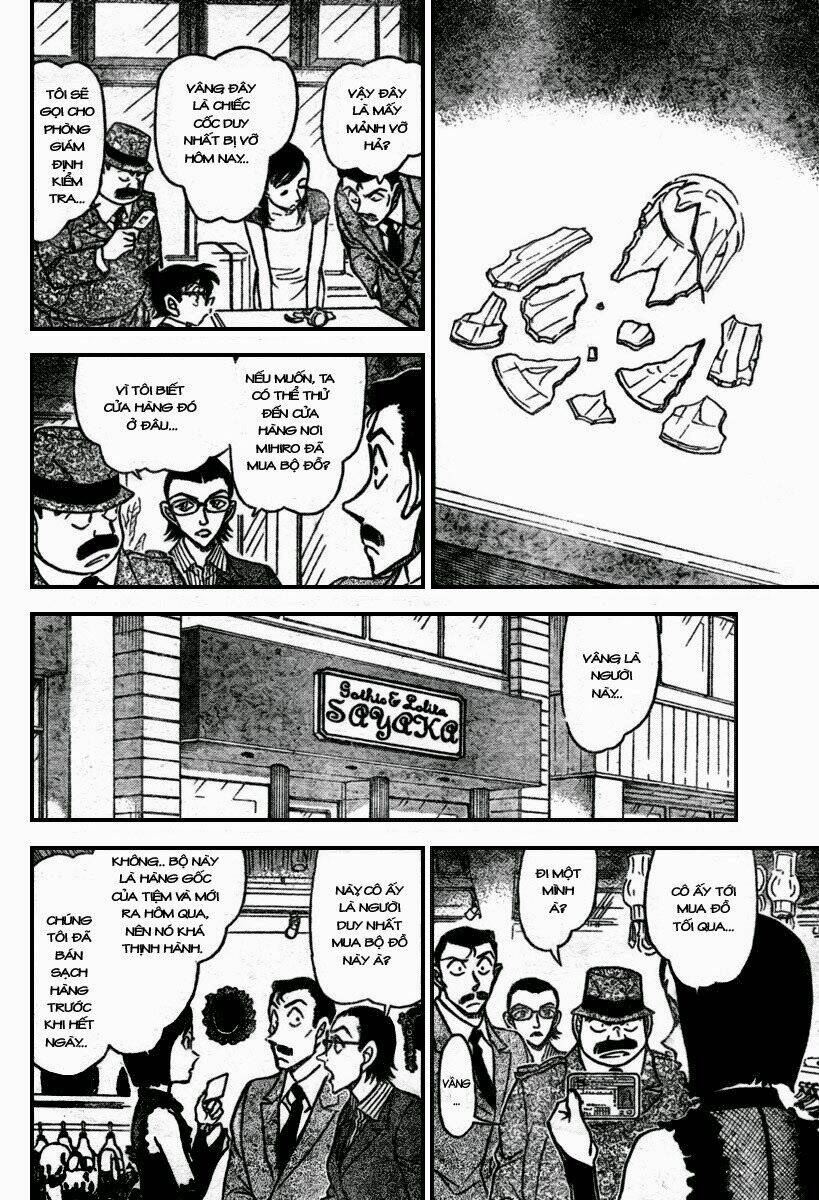 VẬY ĐÂY
LÀ MẤY
MẢNH VỠ
HẢ?
VÂNG ĐÂY
LÀ CHIẾC
CỐC DUY
NHẤT BỊ VỠ
HÔM NAY..
TÔI SẼ
GỌI CHO
PHÒNG
GIÁM
ĐỊNH
KIỂM
TRA...
NẾU MUỐN, TA
CÓ THỂ THỬ
ĐẾN CỬA
HÀNG NƠI
MIHIRO ĐÃ
MUA BỘ ĐỒ?
VÌ TÔI BIẾT
CỬA HÀNG ĐÓ
Ở ĐÂU...
VÂNG LÀ
NGƯỜI
NÀY..
Gothic & Lolita
SAYAKA
CÔ ẤY TỚI
MUA ĐỒ
TỐI QUA...
ĐI MỘT
MÌNH
À?
VÂNG
...
NÀY, CÔ ẤY
LÀ NGƯỜI
DUY NHẤT
MUA BỘ ĐỒ
NÀY À?
KHÔNG.. BỘ NÀY
LÀ HÀNG GỐC
CỦA TIỆM VÀ MỚI
RA HÔM QUA,
NÊN NÓ KHÁ
THỊNH HÀNH.
CHÚNG
TÔI ĐÃ
BÁN
SẠCH
HÀNG
TRƯỚC
KHI HẾT
NGÀY...